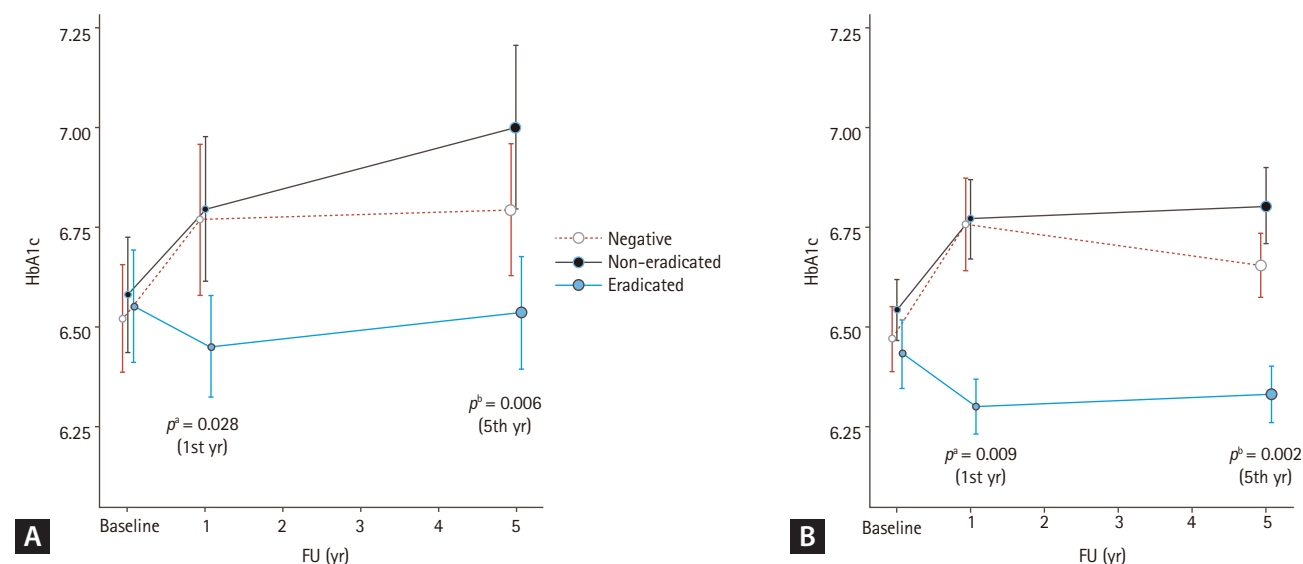 7.25
7.00
6.75
6.50
6.25
HbA1c
pᵃ = 0.028
(1st yr)
pᵇ = 0.006
(5th yr)
Baseline 1 2 3 4 5
FU (yr)
A
Negative
Non-eradicated
Eradicated
7.25
7.00
6.75
6.50
6.25
HbA1c
pᵃ = 0.009
(1st yr)
pᵇ = 0.002
(5th yr)
Baseline 1 2 3 4 5
FU (yr)
B